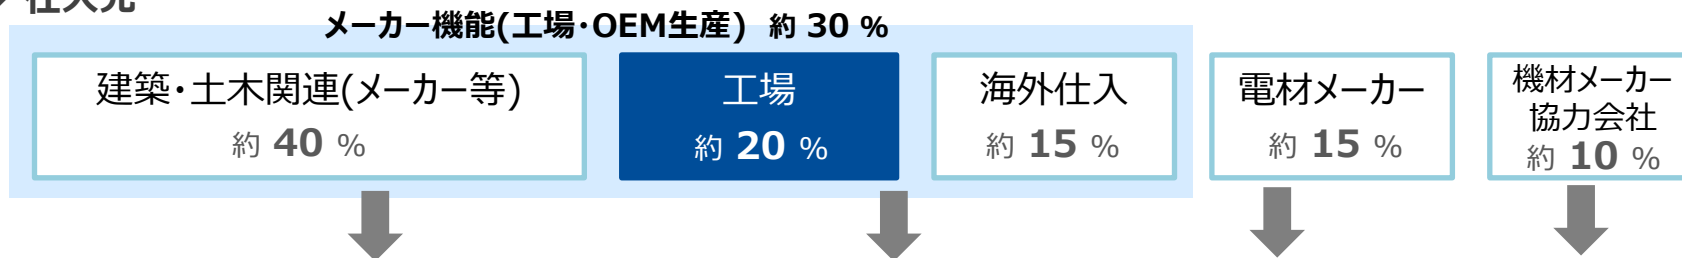 仕入元
メーカー機能(工場･OEM生産) 約 30 %
建築･土木関連(メーカー等)
約 40 %
工場
約 20 %
海外仕入
約 15 %
電材メーカー
約 15 %
機材メーカー
協力会社
約 10 %